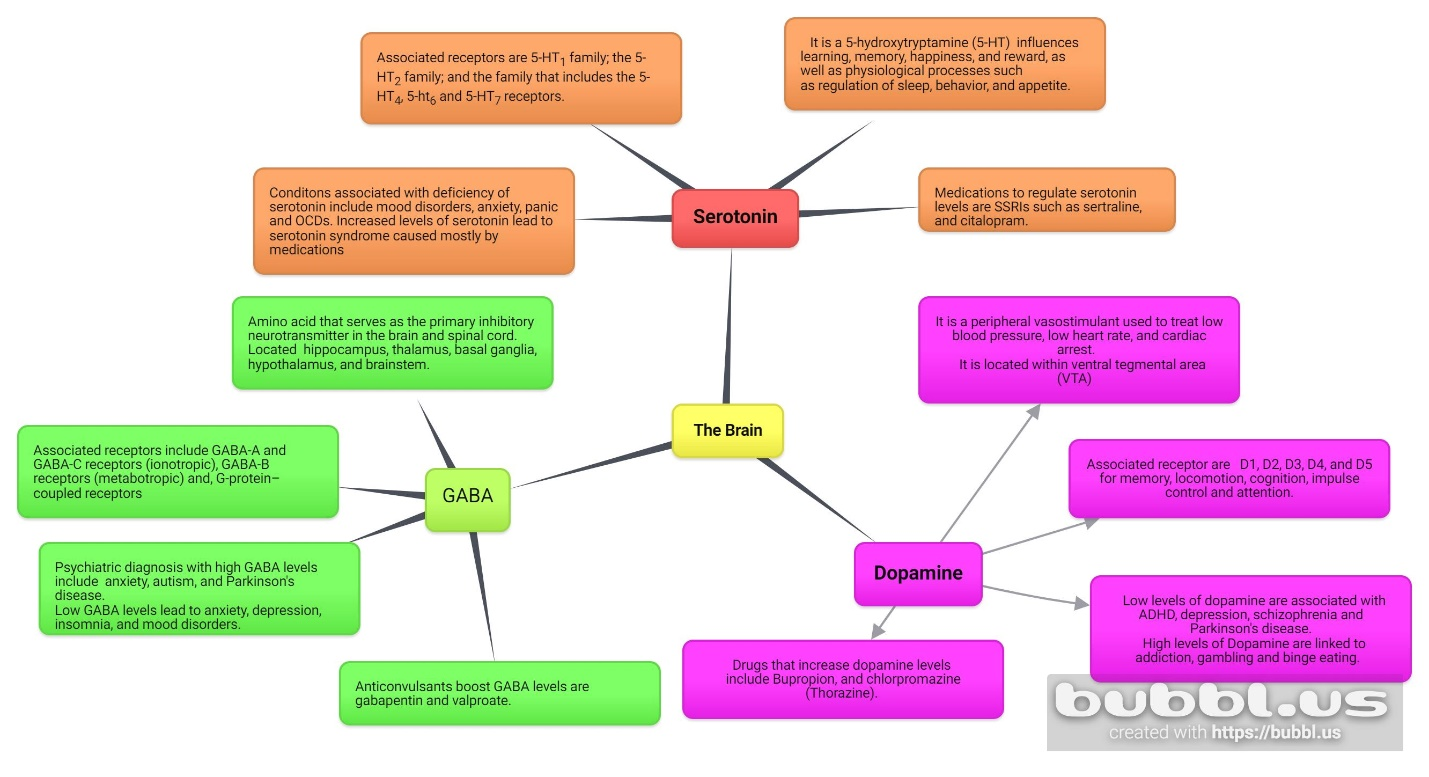 Associated receptors are 5-HT1 family; the 5-
HT2 family; and the family that includes the 5-
HT4, 5-ht6 and 5-HT7 receptors.
It is a 5-hydroxytryptamine (5-HT) influences
learning, memory, happiness, and reward, as
well as physiological processes such
as regulation of sleep, behavior, and appetite.
Conditons associated with deficiency of
serotonin include mood disorders, anxiety, panic
and OCDs. Increased levels of serotonin lead to
serotonin syndrome caused mostly by
medications
Serotonin
Medications to regulate serotonin
levels are SSRIs such as sertraline,
and citalopram.
Amino acid that serves as the primary inhibitory
neurotransmitter in the brain and spinal cord.
Located hippocampus, thalamus, basal ganglia,
hypothalamus, and brainstem.
It is a peripheral vasostimulant used to treat low
blood pressure, low heart rate, and cardiac
arrest.
It is located within ventral tegmental area
(VTA)
The Brain
Associated receptors include GABA-A and
GABA-C receptors (ionotropic), GABA-B
receptors (metabotropic) and, G-protein–
coupled receptors
GABA
Associated receptor are D1, D2, D3, D4, and D5
for memory, locomotion, cognition, impulse
control and attention.
Psychiatric diagnosis with high GABA levels
include anxiety, autism, and Parkinson's
disease.
Low GABA levels lead to anxiety, depression,
insomnia, and mood disorders.
Dopamine
Low levels of dopamine are associated with
ADHD, depression, schizophrenia and
Parkinson's disease.
High levels of Dopamine are linked to
addiction, gambling and binge eating.
Anticonvulsants boost GABA levels are
gabapentin and valproate.
Drugs that increase dopamine levels
include Bupropion, and chlorpromazine
(Thorazine).
bubbl.us
created with https://bubbl.us